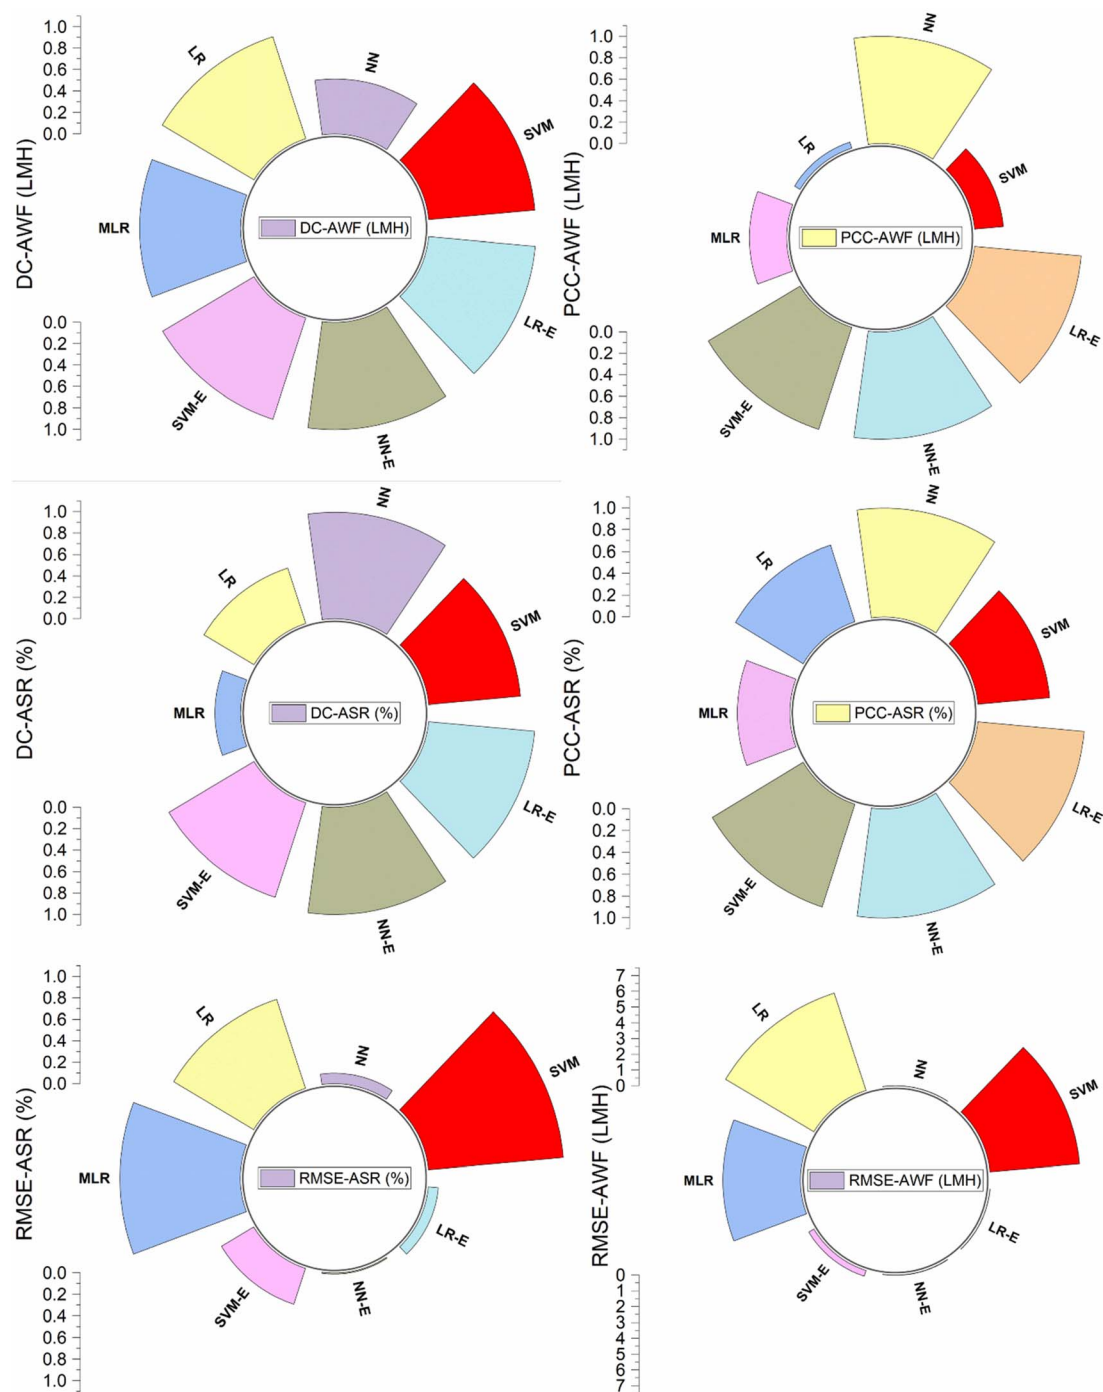 DC-AWF (LMH)
1.0
0.8
0.6
0.4
0.2
0.0
0.0
0.2
0.4
0.6
0.8
1.0
LR
NN
SVM
MLR
DC-AWF (LMH)
LR-E
SVM-E
NN-E
PCC-AWF (LMH)
1.0
0.8
0.6
0.4
0.2
0.0
0.0
0.2
0.4
0.6
0.8
1.0
NN
LR
SVM
MLR
PCC-AWF (LMH)
LR-E
SVM-E
NN-E
DC-ASR (%)
1.0
0.8
0.6
0.4
0.2
0.0
0.0
0.2
0.4
0.6
0.8
1.0
NN
LR
SVM
MLR
DC-ASR (%)
LR-E
SVM-E
NN-E
PCC-ASR (%)
1.0
0.8
0.6
0.4
0.2
0.0
0.0
0.2
0.4
0.6
0.8
1.0
NN
LR
SVM
MLR
PCC-ASR (%)
LR-E
SVM-E
NN-E
RMSE-ASR (%)
1.0
0.8
0.6
0.4
0.2
0.0
0.0
0.2
0.4
0.6
0.8
1.0
LR
NN
SVM
MLR
RMSE-ASR (%)
LR-E
SVM-E
NN-E
RMSE-AWF (LMH)
7
6
5
4
3
2
1
0
0
1
2
3
4
5
6
7
LR
NN
SVM
MLR
RMSE-AWF (LMH)
LR-E
SVM-E
NN-E